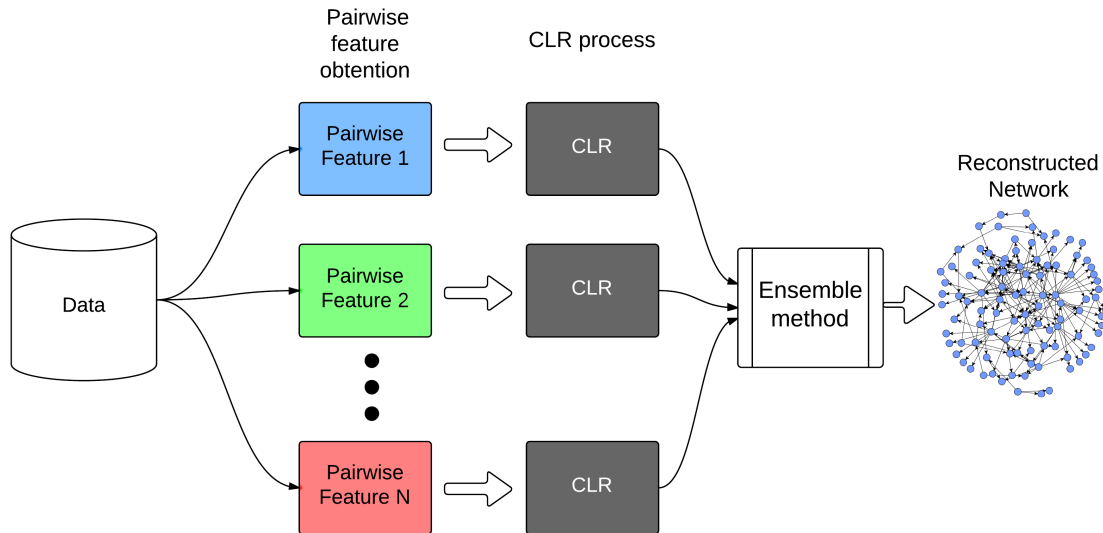 Pairwise
feature
obtention
CLR process
Pairwise
Feature 1
CLR
Reconstructed
Network
Data
Pairwise
Feature 2
CLR
Ensemble
method
Pairwise
Feature N
CLR